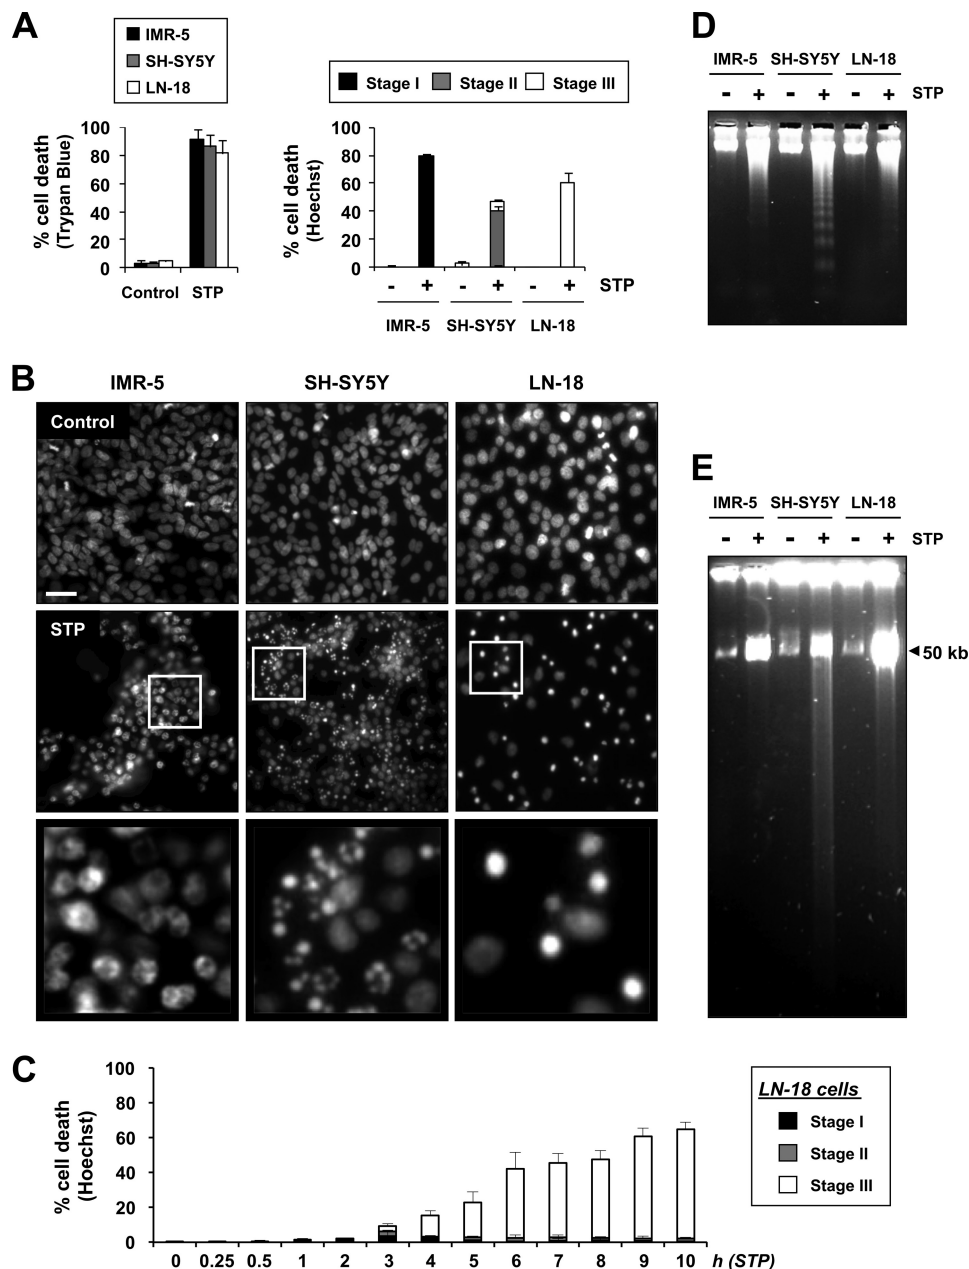 A
IMR-5
SH-SY5Y
LN-18
% cell death
(Trypan Blue)
100
80
60
40
20
0
Control STP
Stage I Stage II Stage III
% cell death
(Hoechst)
100
80
60
40
20
0
- + - + - + STP
IMR-5 SH-SY5Y LN-18
D
IMR-5 SH-SY5Y LN-18
- + - + - + STP
B
IMR-5 SH-SY5Y LN-18
Control
STP
E
IMR-5 SH-SY5Y LN-18
- + - + - + STP
50 kb
C
% cell death
(Hoechst)
100
80
60
40
20
0
0 0.25 0.5 1 2 3 4 5 6 7 8 9 10 h (STP)
LN-18 cells
Stage I
Stage II
Stage III